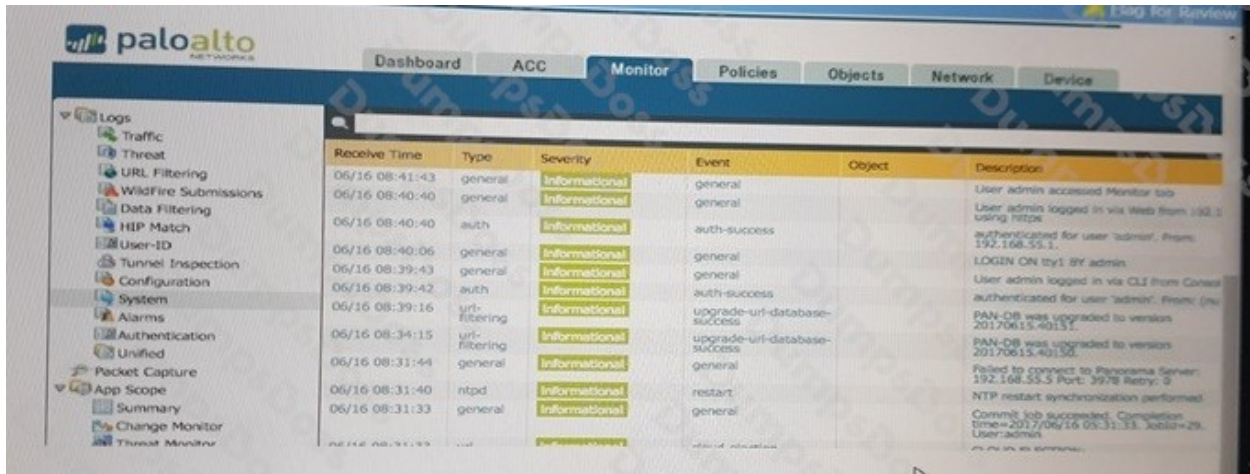 Flag for Review
paloalto
NETWORKS
Dashboard ACC Monitor Policies Objects Network Device
Logs
Traffic
Threat
URL Filtering
WildFire Submissions
Data Filtering
HIP Match
User-ID
Tunnel Inspection
Configuration
System
Alarms
Authentication
Unified
Packet Capture
App Scope
Summary
Change Monitor
Threat Monitor
Receive Time Type Severity Event Object Description
06/16 08:41:43 general Informational general User admin accessed Monitor tab
06/16 08:40:40 general Informational general User admin logged in via Web from 192.1
using https
06/16 08:40:40 auth Informational auth-success authenticated for user 'admin'. From:
192.168.55.1.
06/16 08:40:06 general Informational general LOGIN ON tty1 BY admin
06/16 08:39:43 general Informational general User admin logged in via CLI from Consol
06/16 08:39:42 auth Informational auth-success authenticated for user 'admin'. From:
06/16 08:39:16 url-filtering Informational upgrade-url-database-success PAN-DB was upgraded to version
20170615.40151.
06/16 08:34:15 url-filtering Informational upgrade-url-database-success PAN-DB was upgraded to version
20170615.40150.
06/16 08:31:44 general Informational general Failed to connect to Panorama Server:
192.168.55.5 Port: 3978 Retry: 0
06/16 08:31:40 ntpd Informational restart NTP restart synchronization performed
06/16 08:31:33 general Informational general Commit job succeeded. Completion
time=2017/06/16 05:31:33. JobId=29.
User:admin
DumpsDoss